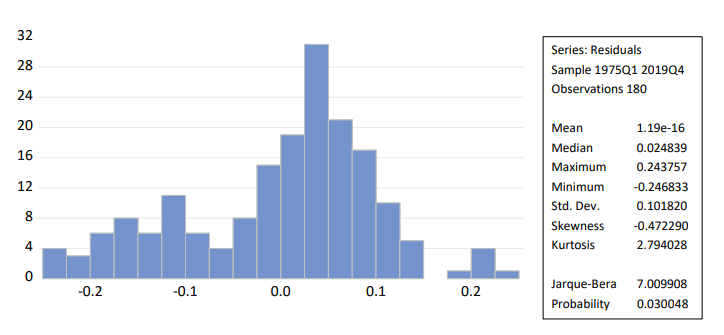 32
28
24
20
16
12
8
4
0
-0.2 -0.1 0.0 0.1 0.2
Series: Residuals
Sample 1975Q1 2019Q4
Observations 180
Mean 1.19e-16
Median 0.024839
Maximum 0.243757
Minimum -0.246833
Std. Dev. 0.101820
Skewness -0.472290
Kurtosis 2.794028
Jarque-Bera 7.009908
Probability 0.030048